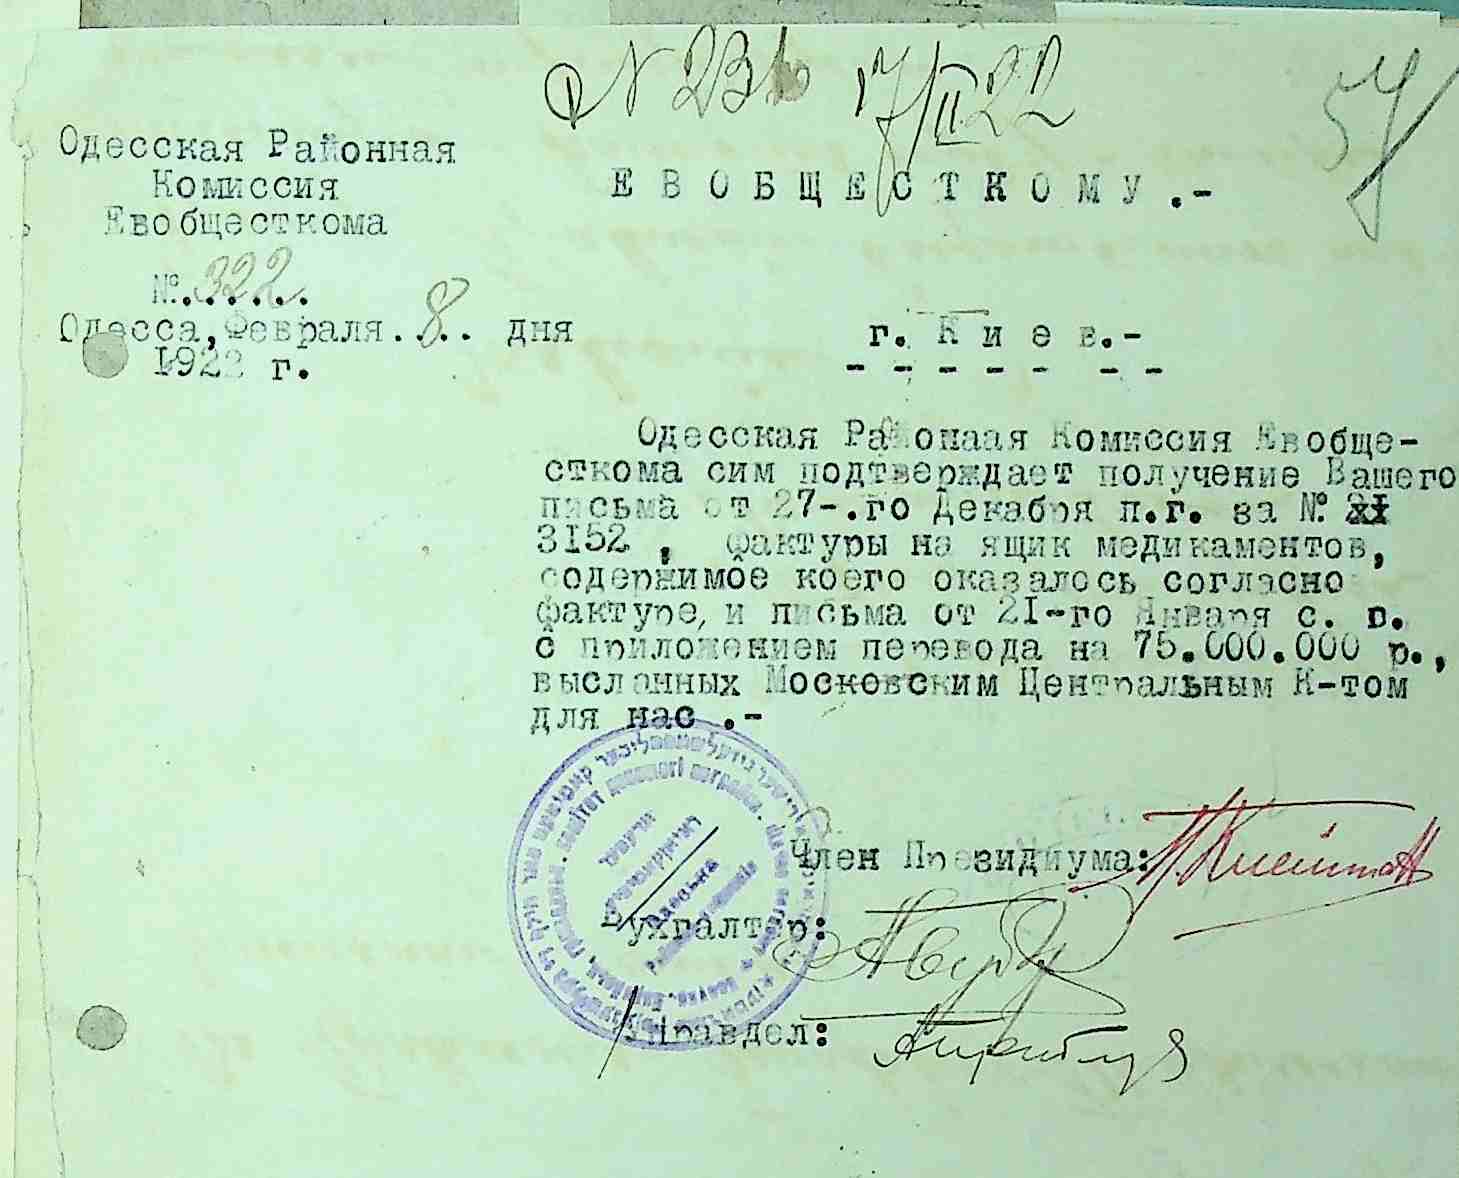 17/II 22
57
Одесская Районная
Комиссия
Евобщесткома
№.322.
Одесса, Февраля. 8. дня
1922 г.
ЕВОБЩЕСТКОМУ.-
г. Киев.-
- - - - - - -
Одесская Районаая Комиссия Евобще-
сткома сим подтверждает получение Вашего
письма от 27-.го Декабря п.г. за №
3152 , фактуры на ящик медикаментов,
содержимое коего оказалось согласно
фактуре, и письма от 21-го Января с. г.
с приложением перевода на 75.000.000 р.,
высланных Московским Центральным К-том
для нас .-
Член Президиума:
Бухгалтер:
Управдел: